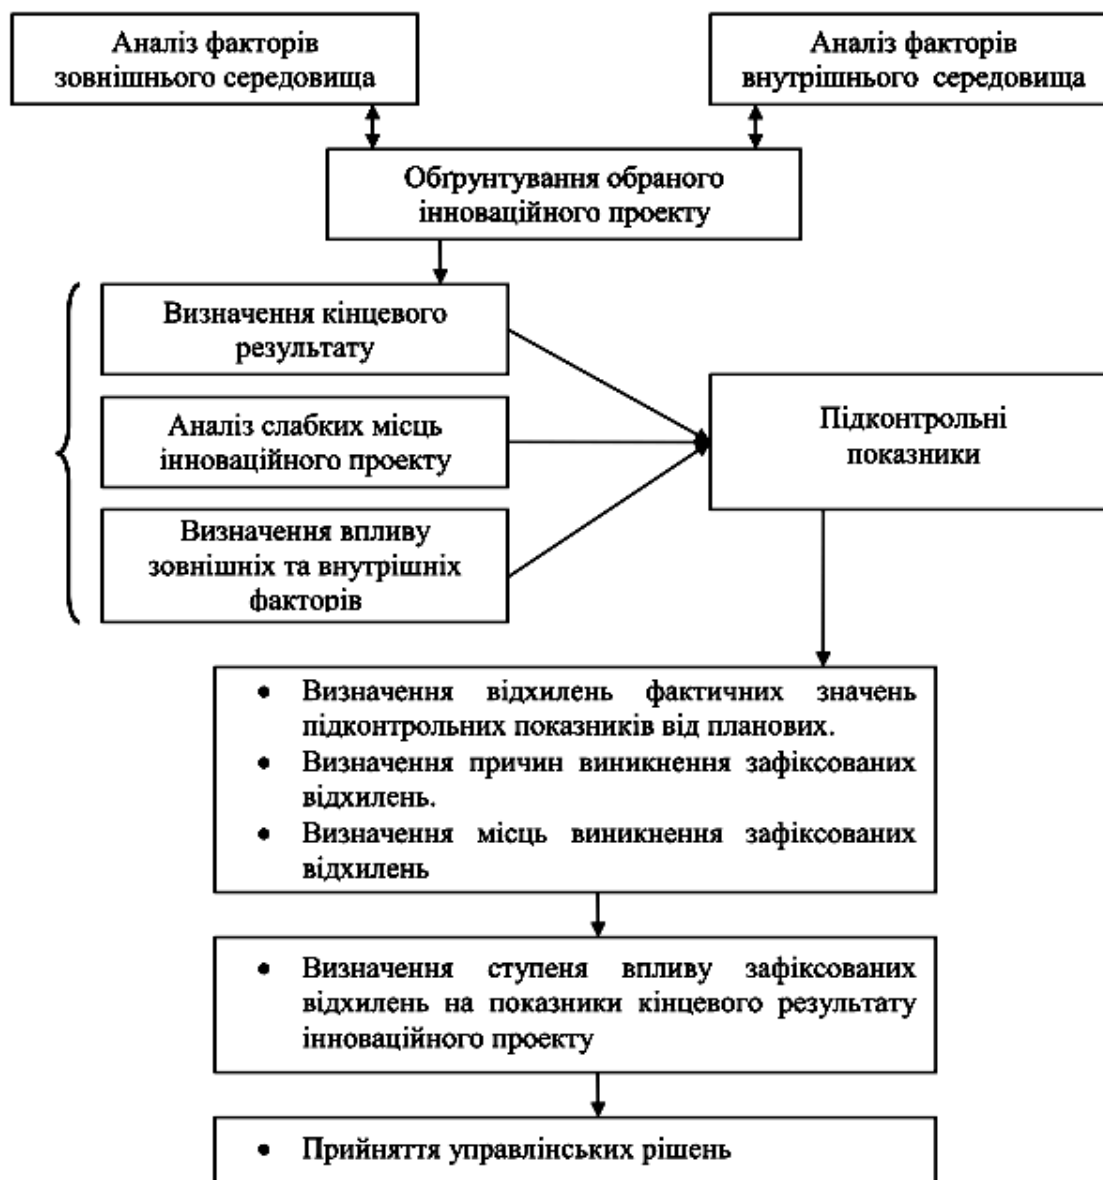 Аналіз факторів
зовнішнього середовища
Аналіз факторів
внутрішнього середовища
Обґрунтування обраного
інноваційного проекту
Визначення кінцевого
результату
Аналіз слабких місць
інноваційного проекту
Визначення впливу
зовнішніх та внутрішніх
факторів
Підконтрольні
показники
• Визначення відхилень фактичних значень
підконтрольних показників від планових.
• Визначення причин виникнення зафіксованих
відхилень.
• Визначення місць виникнення зафіксованих
відхилень
• Визначення ступеня впливу зафіксованих
відхилень на показники кінцевого результату
інноваційного проекту
• Прийняття управлінських рішень